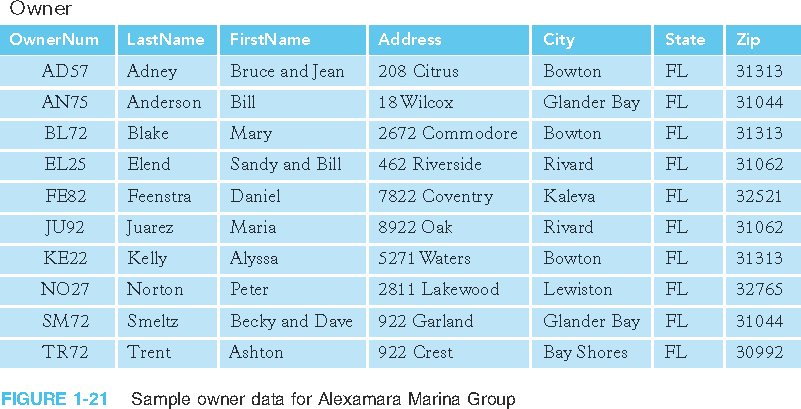 Owner
OwnerNum LastName FirstName Address City State Zip
AD57 Adney Bruce and Jean 208 Citrus Bowton FL 31313
AN75 Anderson Bill 18 Wilcox Glander Bay FL 31044
BL72 Blake Mary 2672 Commodore Bowton FL 31313
EL25 Elend Sandy and Bill 462 Riverside Rivard FL 31062
FE82 Feenstra Daniel 7822 Coventry Kaleva FL 32521
JU92 Juarez Maria 8922 Oak Rivard FL 31062
KE22 Kelly Alyssa 5271 Waters Bowton FL 31313
NO27 Norton Peter 2811 Lakewood Lewiston FL 32765
SM72 Smeltz Becky and Dave 922 Garland Glander Bay FL 31044
TR72 Trent Ashton 922 Crest Bay Shores FL 30992
FIGURE 1-21 Sample owner data for Alexamara Marina Group